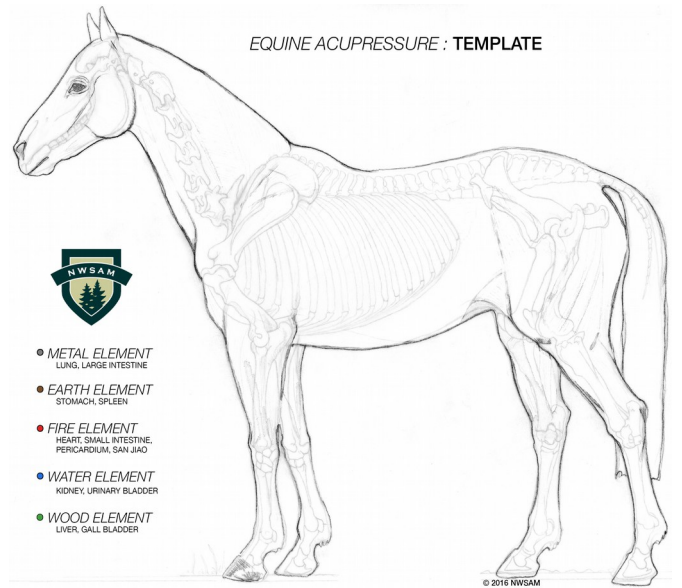 EQUINE ACUPRESSURE : TEMPLATE
NWSAM
METAL ELEMENT
LUNG, LARGE INTESTINE
EARTH ELEMENT
STOMACH, SPLEEN
FIRE ELEMENT
HEART, SMALL INTESTINE,
PERICARDIUM, SAN JIAO
WATER ELEMENT
KIDNEY, URINARY BLADDER
WOOD ELEMENT
LIVER, GALL BLADDER
© 2016 NWSAM